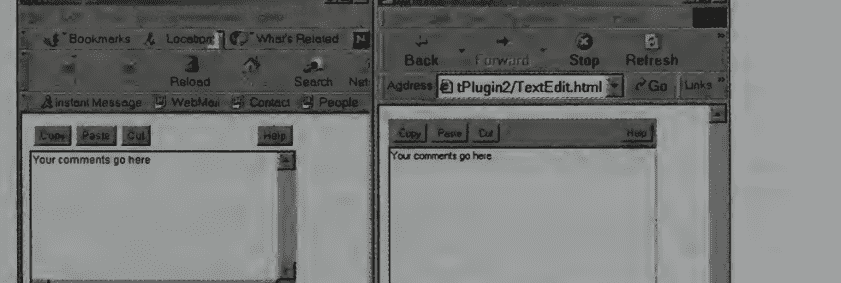 Bookmarks Location What's Related N
Reload Search Net
Instant Message WebMail Contact People
Copy Paste Cut Help
Your comments go here
Back Forward Stop Refresh
Address tPlugin2/TextEdit.html Go Links
Copy Paste Cut Help
Your comments go here